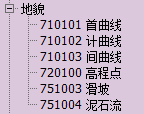 地貌
710101 首曲线
710102 计曲线
710103 间曲线
720100 高程点
751003 滑坡
751004 泥石流